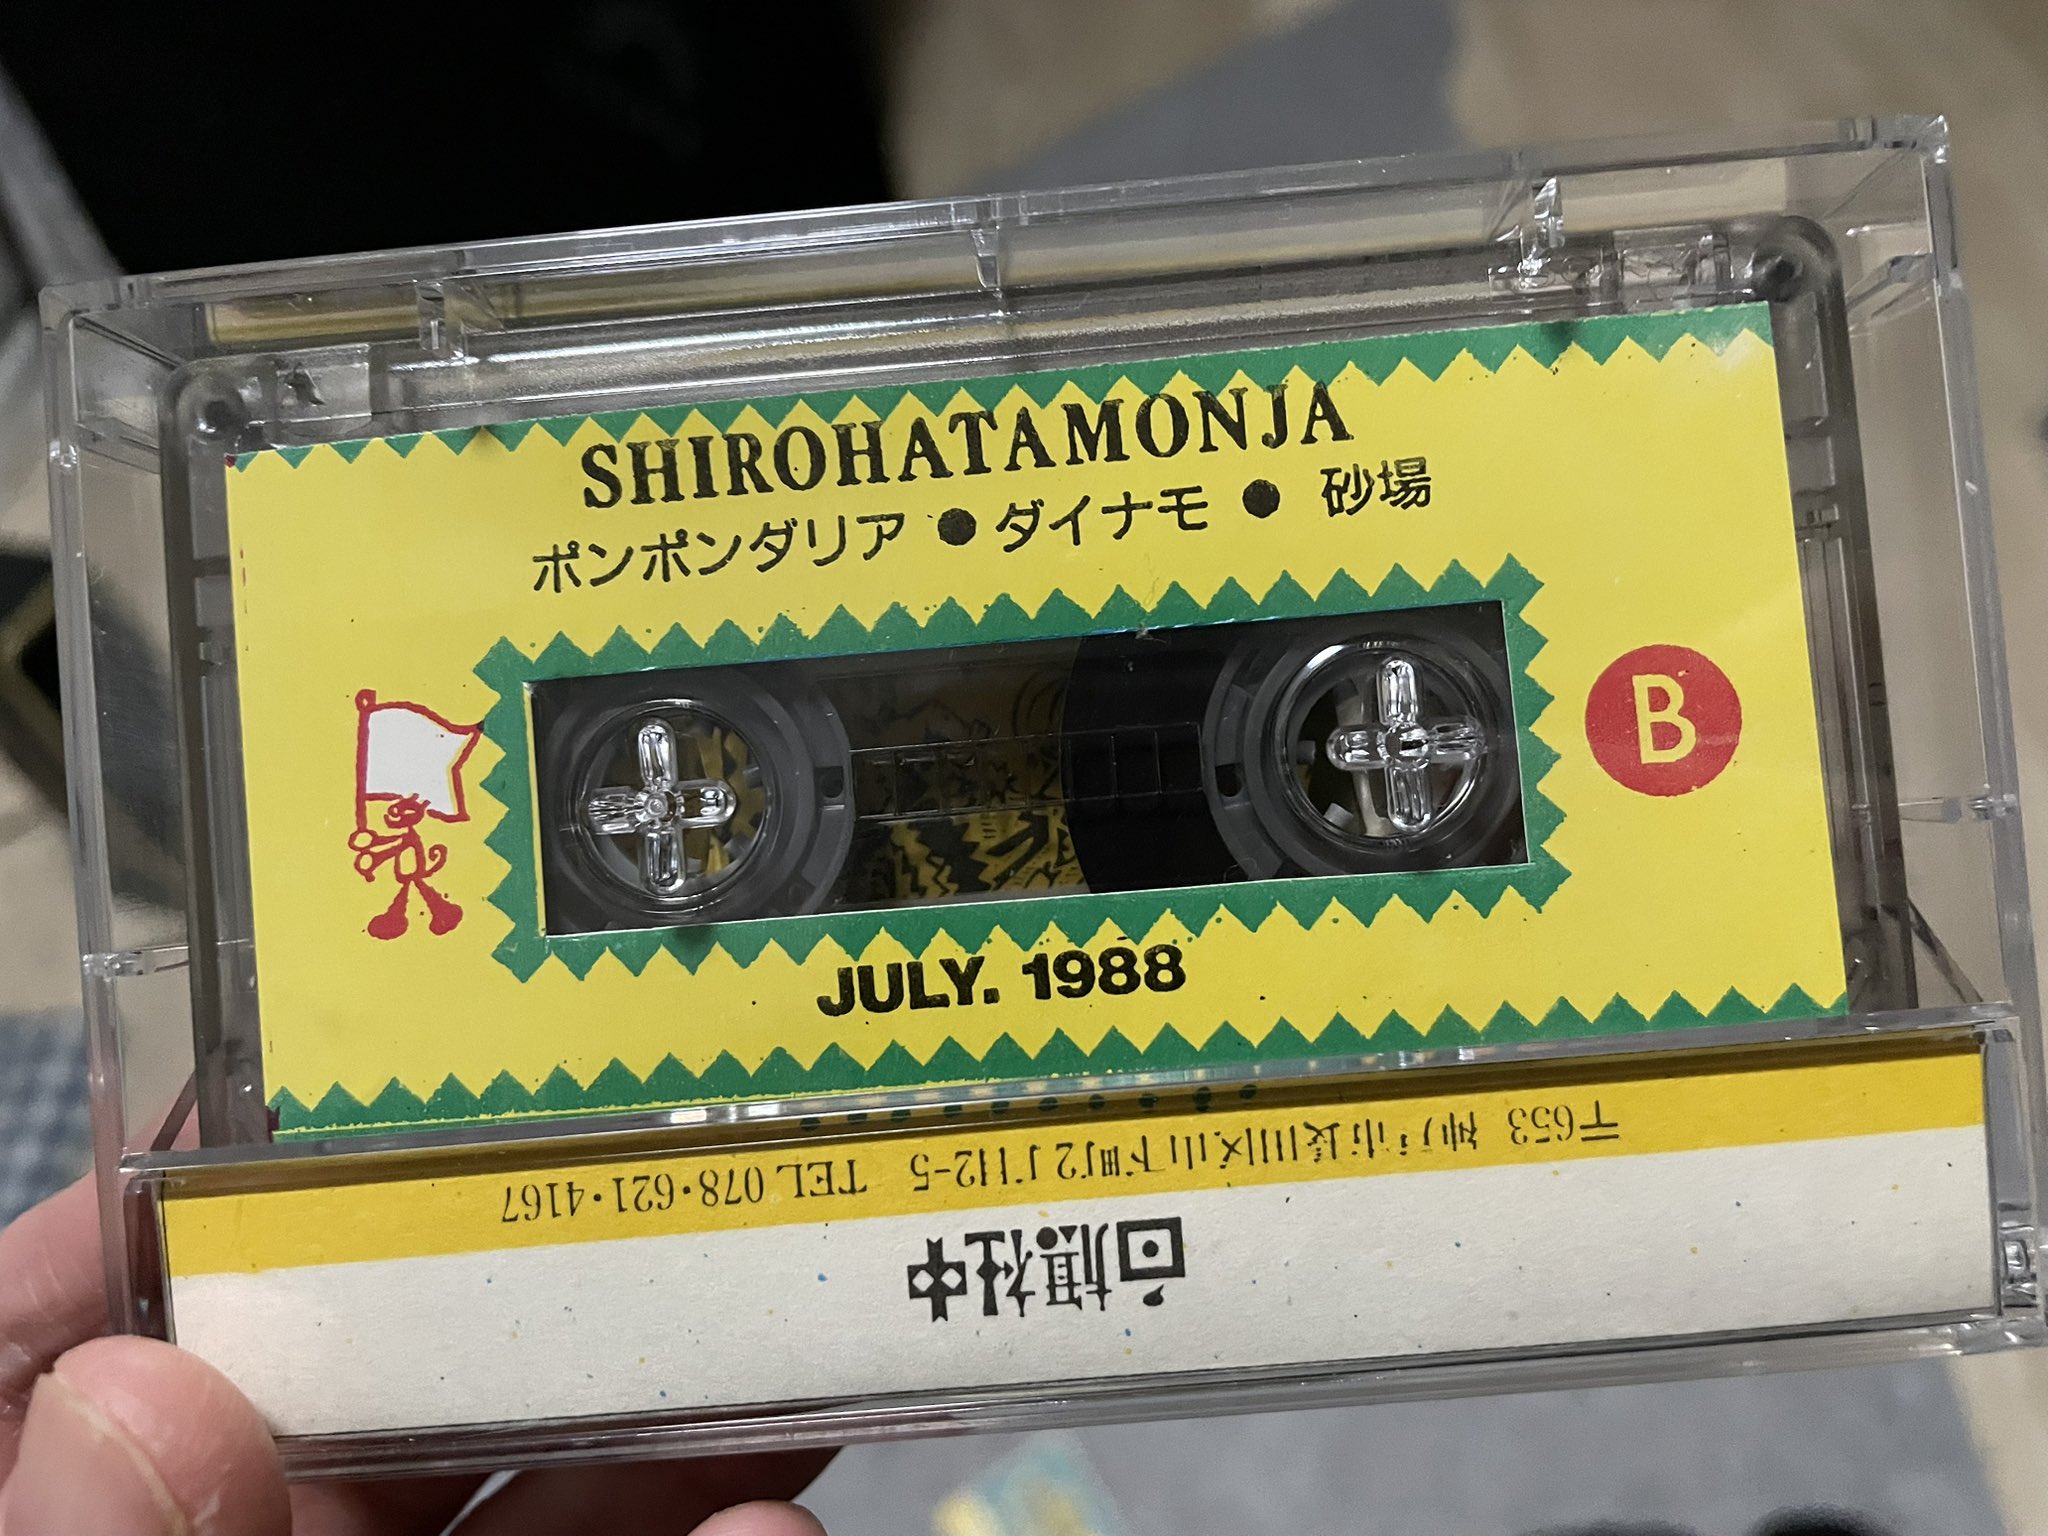 SHIROHATAMONJA
ポンポンダリア ● ダイナモ ● 砂場
B
JULY. 1988
〒653 神戸市長田区山下町2丁目2-5 TEL 078・621・4167
白旗社中